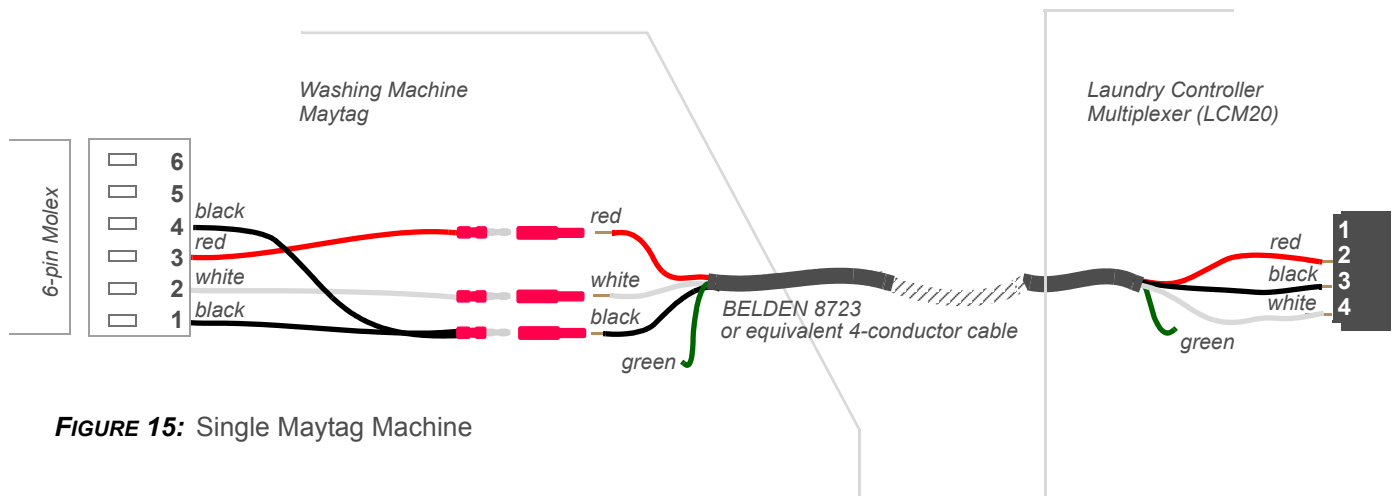 Washing Machine
Maytag
Laundry Controller
Multiplexer (LCM20)
6-pin Molex
6
5
4
3
2
1
black
red
white
black
red
white
black
green
BELDEN 8723
or equivalent 4-conductor cable
red
black
white
green
1
2
3
4
FIGURE 15: Single Maytag Machine